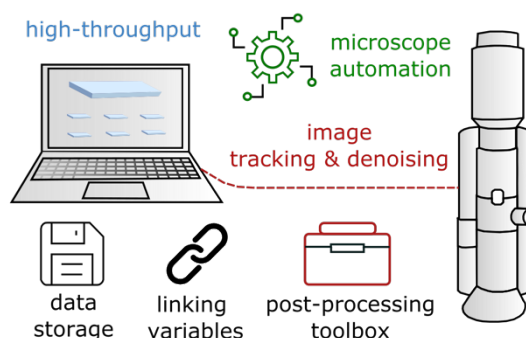 high-throughput
microscope
automation
image
tracking & denoising
data
storage
linking
variables
post-processing
toolbox